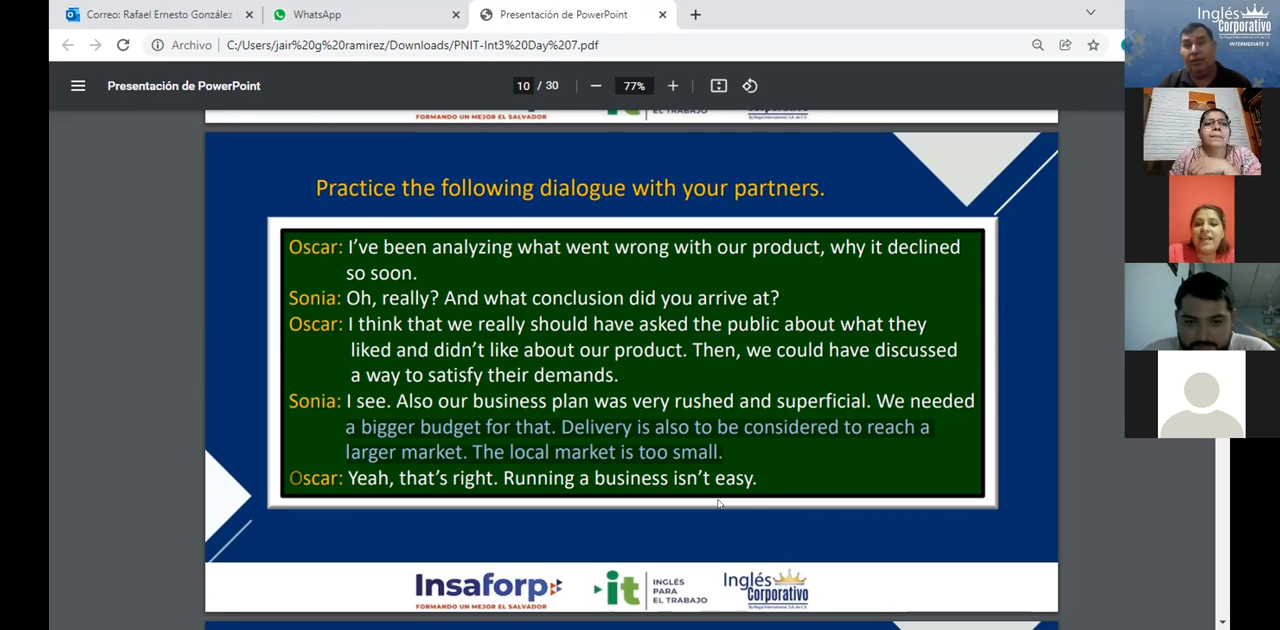 Correo: Rafael Ernesto González
WhatsApp
Presentación de PowerPoint
Archivo
C:/Users/jair%20g%20ramirez/Downloads/PNIT-Int3%20Day%207.pdf
Presentación de PowerPoint
10 / 30
77%
FORMANDO UN MEJOR EL SALVADOR
EL TRABAJO
Practice the following dialogue with your partners.
Oscar: I've been analyzing what went wrong with our product, why it declined
so soon.
Sonia: Oh, really? And what conclusion did you arrive at?
Oscar: I think that we really should have asked the public about what they
liked and didn't like about our product. Then, we could have discussed
a way to satisfy their demands.
Sonia: I see. Also our business plan was very rushed and superficial. We needed
a bigger budget for that. Delivery is also to be considered to reach a
larger market. The local market is too small.
Oscar: Yeah, that's right. Running a business isn't easy.
Insaforp
FORMANDO UN MEJOR EL SALVADOR
it
INGLÉS
PARA
EL TRABAJO
Inglés
Corporativo
Inglés
Corporativo
INTERMEDIATE 3